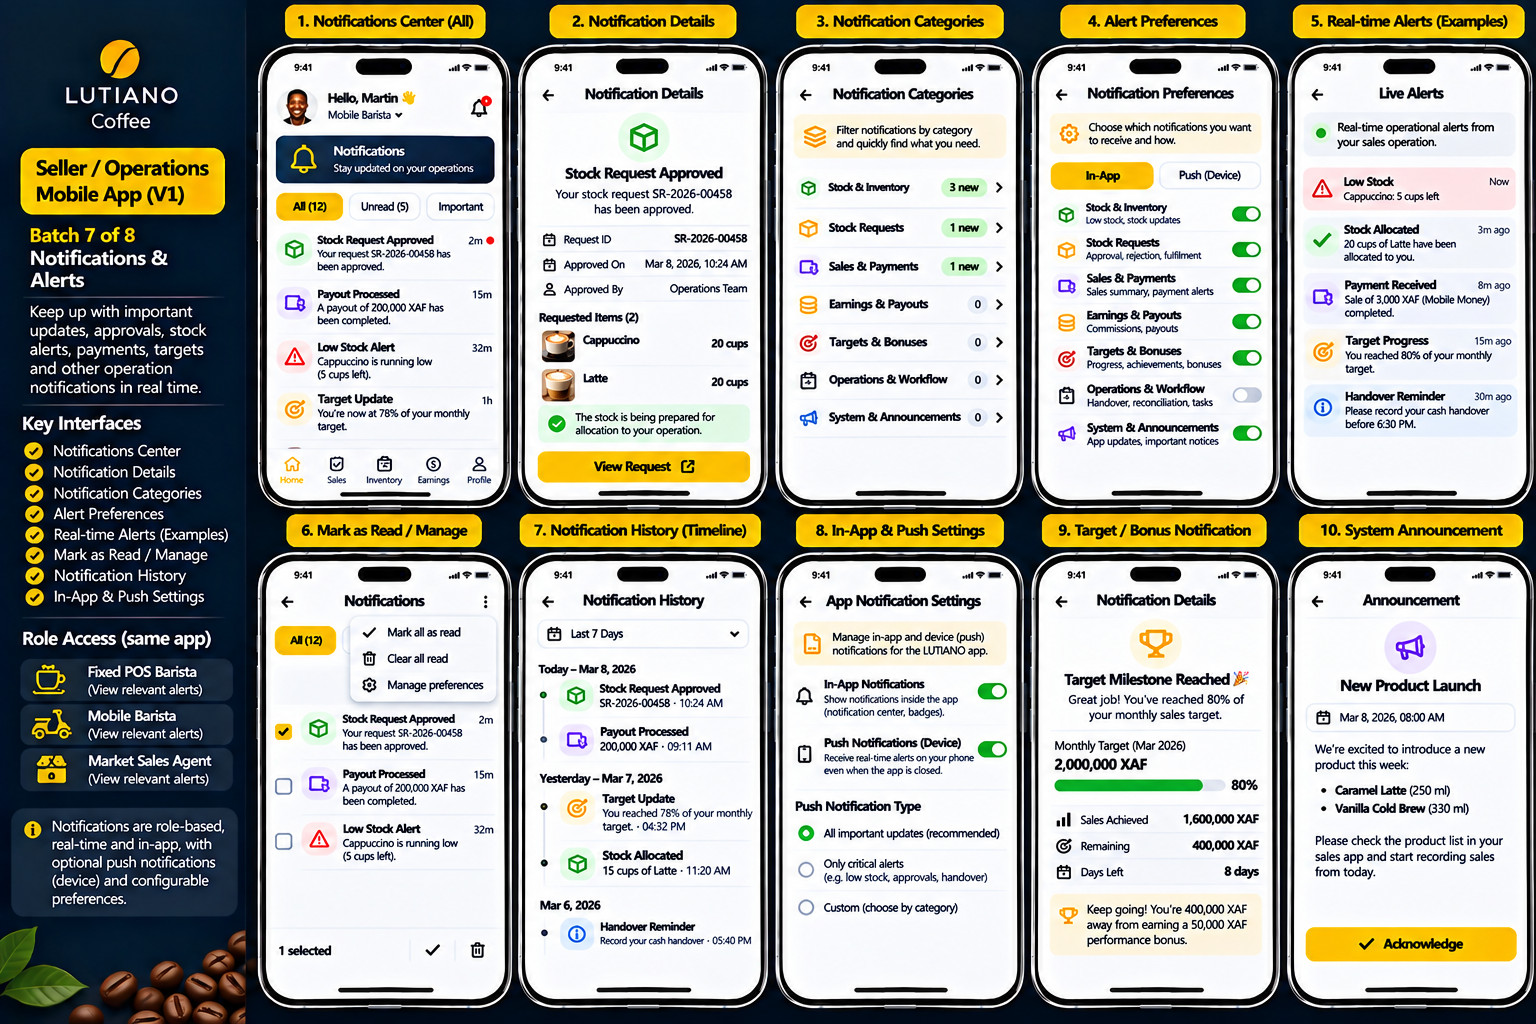 LUTIANO
Coffee
Seller / Operations
Mobile App (V1)
Batch 7 of 8
Notifications &
Alerts
Keep up with important
updates, approvals, stock
alerts, payments, targets
and other operation
notifications in real time.
Key Interfaces
Notifications Center
Notification Details
Notification Categories
Alert Preferences
Real-time Alerts (Examples)
Mark as Read / Manage
Notification History
In-App & Push Settings
Role Access (same app)
Fixed POS Barista
(View relevant alerts)
Mobile Barista
(View relevant alerts)
Market Sales Agent
(View relevant alerts)
Notifications are role-based,
real-time and in-app, with
optional push notifications
(device) and configurable
preferences.
1. Notifications Center (All)
9:41
Hello, Martin 👋
Mobile Barista
Notifications
Stay updated on your operations
All (12)
Unread (5)
Important
Stock Request Approved 2m
Your request SR-2026-00458 has
been approved.
Payout Processed 15m
A payout of 200,000 XAF has
been completed.
Low Stock Alert 32m
Cappuccino is running low
(5 cups left).
Target Update 1h
You're now at 78% of your monthly
target.
Home
Sales
Inventory
Earnings
Profile
2. Notification Details
9:41
Notification Details
Stock Request Approved
Your stock request SR-2026-00458
has been approved.
Request ID SR-2026-00458
Approved On Mar 8, 2026, 10:24 AM
Approved By Operations Team
Requested Items (2)
Cappuccino
20 cups
Latte
20 cups
The stock is being prepared for
allocation to your operation.
View Request
3. Notification Categories
9:41
Notification Categories
Filter notifications by category
and quickly find what you need.
Stock & Inventory 3 new
Stock Requests 1 new
Sales & Payments 1 new
Earnings & Payouts 0
Targets & Bonuses 0
Operations & Workflow 0
System & Announcements 0
4. Alert Preferences
9:41
Notification Preferences
Choose which notifications you want
to receive and how.
In-App
Push (Device)
Stock & Inventory
Low stock, stock updates
Stock Requests
Approval, rejection, fulfilment
Sales & Payments
Sales summary, payment alerts
Earnings & Payouts
Commissions, payouts
Targets & Bonuses
Progress, achievements, bonuses
Operations & Workflow
Handover, reconciliation, tasks
System & Announcements
App updates, important notices
5. Real-time Alerts (Examples)
9:41
Live Alerts
Real-time operational alerts from
your sales operation.
Low Stock Now
Cappuccino: 5 cups left
Stock Allocated 3m ago
20 cups of Latte have been
allocated to you.
Payment Received 8m ago
Sale of 3,000 XAF (Mobile Money)
completed.
Target Progress 15m ago
You reached 80% of your monthly
target.
Handover Reminder 30m ago
Please record your cash handover
before 6:30 PM.
6. Mark as Read / Manage
9:41
Notifications
All (12)
Mark all as read
Clear all read
Manage preferences
Stock Request Approved 2m
Your request SR-2026-00458
has been approved.
Payout Processed 15m
A payout of 200,000 XAF has
been completed.
Low Stock Alert 32m
Cappuccino is running low
(5 cups left).
1 selected
7. Notification History (Timeline)
9:41
Notification History
Last 7 Days
Today – Mar 8, 2026
Stock Request Approved
SR-2026-00458 · 10:24 AM
Payout Processed
200,000 XAF · 09:11 AM
Yesterday – Mar 7, 2026
Target Update
You reached 78% of your monthly
target. · 04:32 PM
Stock Allocated
15 cups of Latte · 11:20 AM
Mar 6, 2026
Handover Reminder
Record your cash handover · 05:40 PM
8. In-App & Push Settings
9:41
App Notification Settings
Manage in-app and device (push)
notifications for the LUTIANO app.
In-App Notifications
Show notifications inside the app
(notification center, badges).
Push Notifications (Device)
Receive real-time alerts on your phone
even when the app is closed.
Push Notification Type
All important updates (recommended)
Only critical alerts
(e.g. low stock, approvals, handover)
Custom (choose by category)
9. Target / Bonus Notification
9:41
Notification Details
Target Milestone Reached 🎉
Great job! You've reached 80% of
your monthly sales target.
Monthly Target (Mar 2026)
2,000,000 XAF
80%
Sales Achieved 1,600,000 XAF
Remaining 400,000 XAF
Days Left 8 days
Keep going! You're 400,000 XAF
away from earning a 50,000 XAF
performance bonus.
10. System Announcement
9:41
Announcement
New Product Launch
Mar 8, 2026, 08:00 AM
We're excited to introduce a new
product this week:
• Caramel Latte (250 ml)
• Vanilla Cold Brew (330 ml)
Please check the product list in your
sales app and start recording sales
from today.
Acknowledge